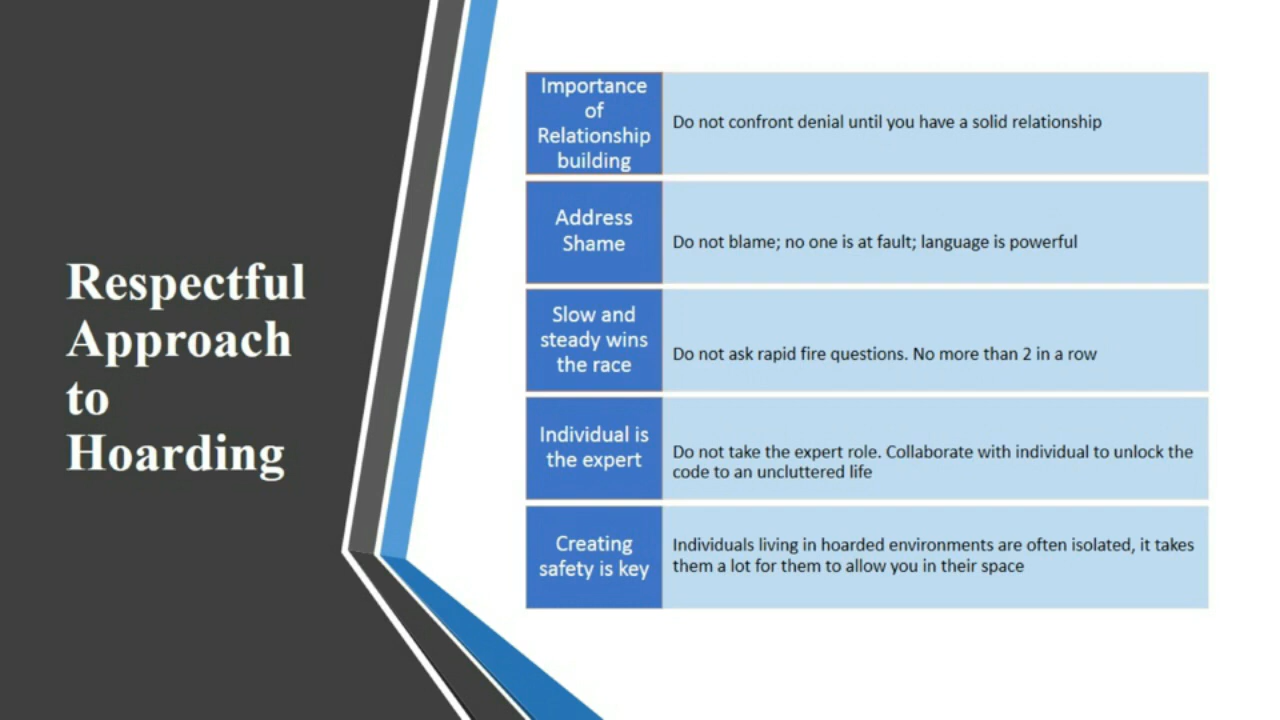 Respectful
Approach
to
Hoarding
Importance
of
Relationship
building
Do not confront denial until you have a solid relationship
Address
Shame
Do not blame; no one is at fault; language is powerful
Slow and
steady wins
the race
Do not ask rapid fire questions. No more than 2 in a row
Individual is
the expert
Do not take the expert role. Collaborate with individual to unlock the
code to an uncluttered life
Creating
safety is key
Individuals living in hoarded environments are often isolated, it takes
them a lot for them to allow you in their space